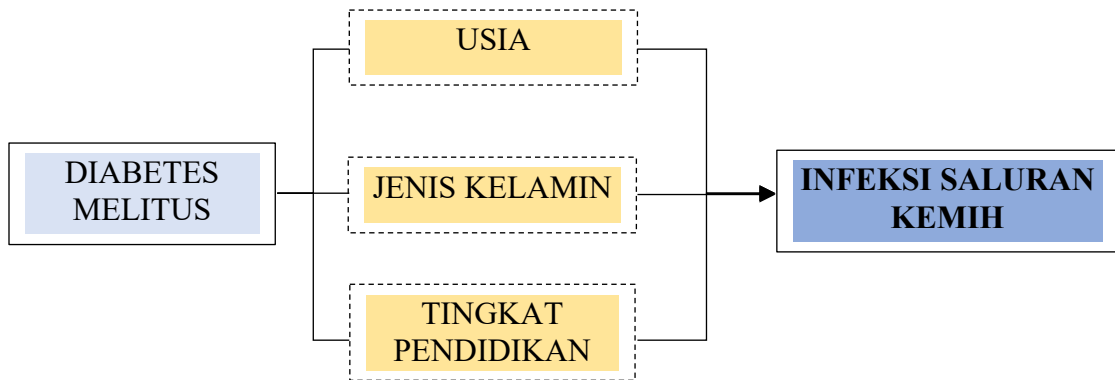 USIA
DIABETES
MELITUS
JENIS KELAMIN
INFEKSI SALURAN
KEMIH
TINGKAT
PENDIDIKAN